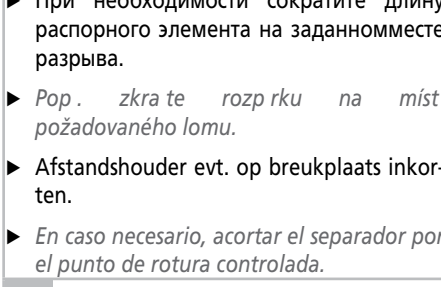 ► При необходимости сократите длину
распорного элемента на заданномместе
разрыва.
► Pop . zkra te rozp rku na míst
požadovaného lomu.
► Afstandshouder evt. op breukplaats inkor-
ten.
► En caso necesario, acortar el separador por
el punto de rotura controlada.